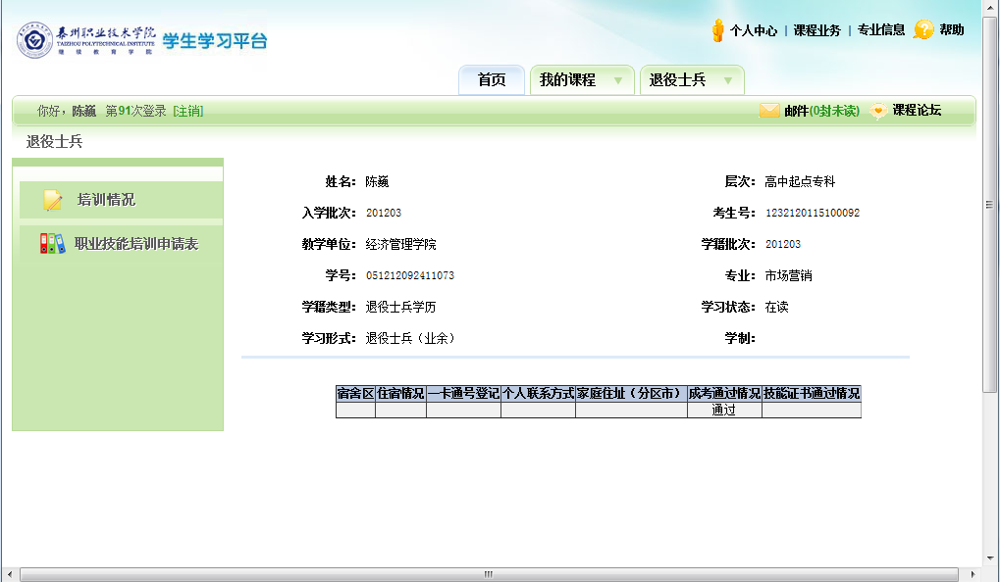 泰州职业技术学院
TAIZHOU POLYTECHNICAL INSTITUTE
继续教育学院
学生学习平台
个人中心 | 课程业务 | 专业信息 帮助
首页 我的课程 退役士兵
你好，陈巍 第91次登录 [注销] 邮件(0封未读) 课程论坛
退役士兵
培训情况
职业技能培训申请表
姓名： 陈巍 层次： 高中起点专科
入学批次： 201203 考生号： 1232120115100092
教学单位： 经济管理学院 学籍批次： 201203
学号： 051212092411073 专业： 市场营销
学籍类型： 退役士兵学历 学习状态： 在读
学习形式： 退役士兵（业余） 学制：
宿舍区 住宿情况 一卡通号登记 个人联系方式 家庭住址（分区市） 成考通过情况 技能证书通过情况
通过